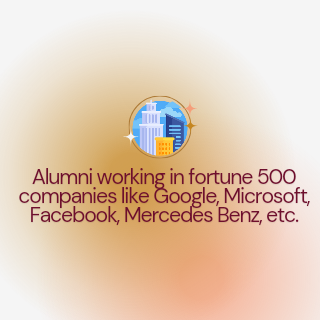 Alumni working in fortune 500
companies like Google, Microsoft,
Facebook, Mercedes Benz, etc.